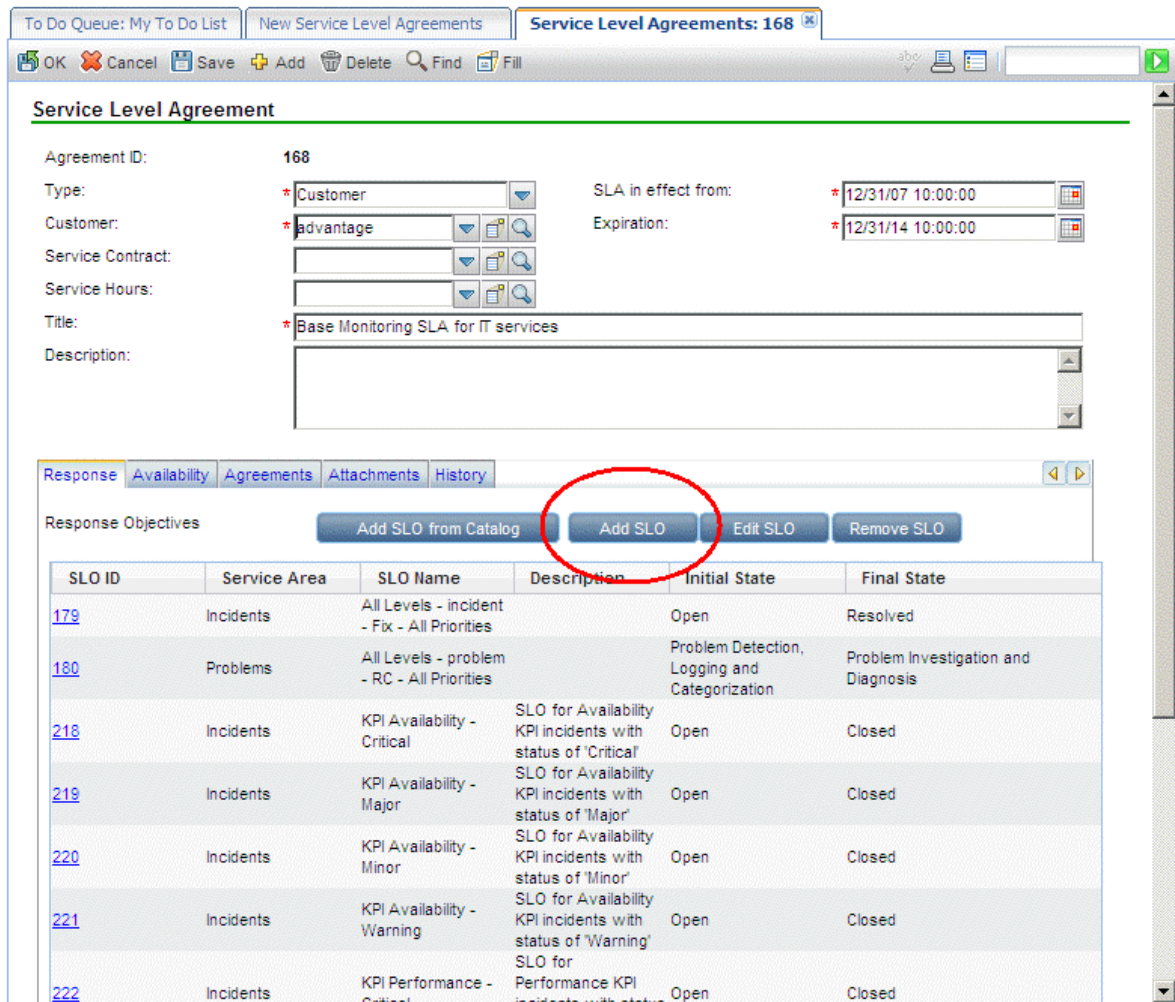 To Do Queue: My To Do List New Service Level Agreements Service Level Agreements: 168
OK Cancel Save Add Delete Find Fill abc
Service Level Agreement
Agreement ID: 168
Type: * Customer SLA in effect from: * 12/31/07 10:00:00
Customer: * advantage Expiration: * 12/31/14 10:00:00
Service Contract:
Service Hours:
Title: * Base Monitoring SLA for IT services
Description:
Response Availability Agreements Attachments History
Response Objectives Add SLO from Catalog Add SLO Edit SLO Remove SLO
SLO ID Service Area SLO Name Description Initial State Final State
179 Incidents All Levels - incident Open Resolved
- Fix - All Priorities
180 Problems All Levels - problem Problem Detection, Problem Investigation and
- RC - All Priorities Logging and Diagnosis
Categorization
218 Incidents KPI Availability - SLO for Availability Open Closed
Critical KPI incidents with
status of 'Critical'
219 Incidents KPI Availability - SLO for Availability Open Closed
Major KPI incidents with
status of 'Major'
220 Incidents KPI Availability - SLO for Availability Open Closed
Minor KPI incidents with
status of 'Minor'
221 Incidents KPI Availability - SLO for Availability Open Closed
Warning KPI incidents with
status of 'Warning'
222 Incidents KPI Performance - SLO for Open Closed
Critical Performance KPI
incidents with status